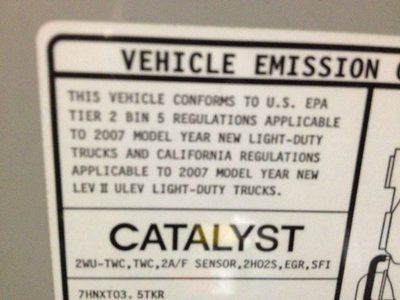 VEHICLE EMISSION
THIS VEHICLE CONFORMS TO U.S. EPA
TIER 2 BIN 5 REGULATIONS APPLICABLE
TO 2007 MODEL YEAR NEW LIGHT-DUTY
TRUCKS AND CALIFORNIA REGULATIONS
APPLICABLE TO 2007 MODEL YEAR NEW
LEV II ULEV LIGHT-DUTY TRUCKS.
CATALYST
2WU-TWC,TWC,2A/F SENSOR,2HO2S,EGR,SFI
7HNXT03.5TKR